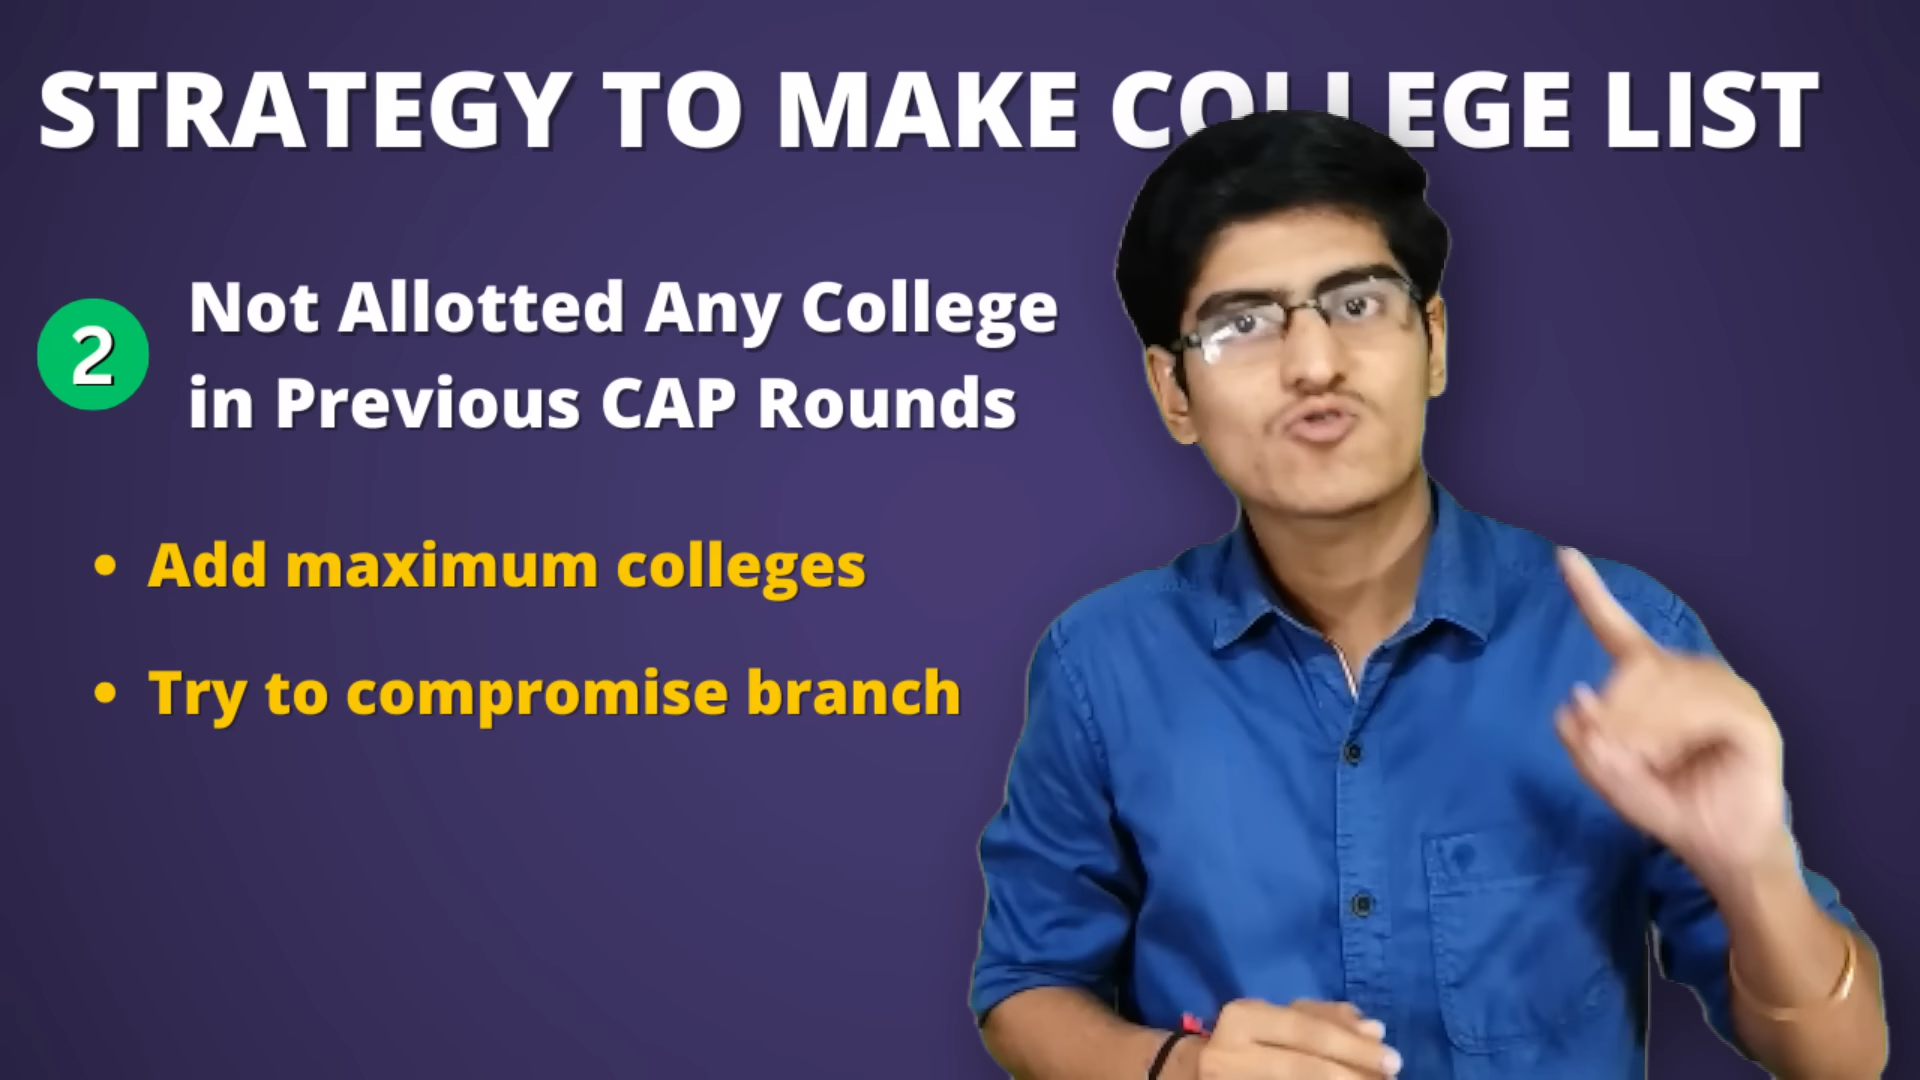 STRATEGY TO MAKE COLLEGE LIST
2
Not Allotted Any College
in Previous CAP Rounds
• Add maximum colleges
• Try to compromise branch